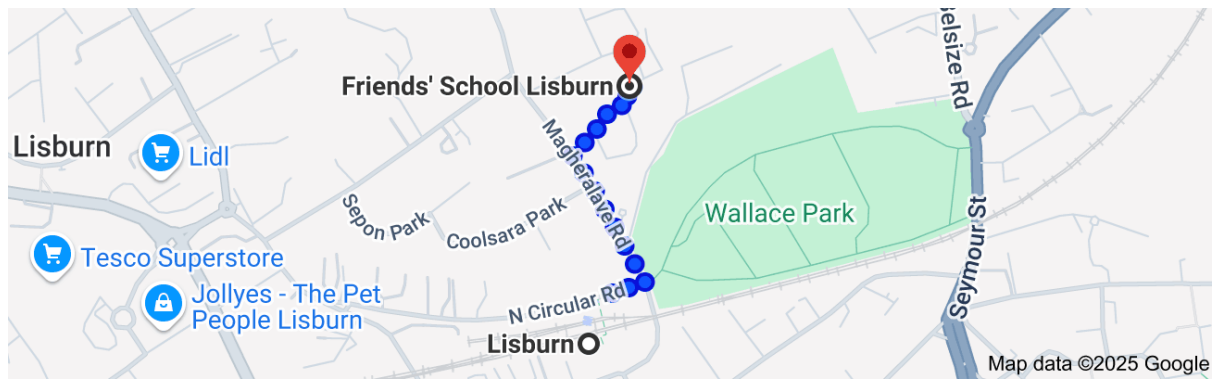 Belsize Rd
Friends' School Lisburn
Lisburn
Lidl
Magheralave Rd
Sepon Park
Coolsara Park
Wallace Park
Seymour St
Tesco Superstore
Jollyes - The Pet
People Lisburn
N Circular Rd
Lisburn
Map data ©2025 Google